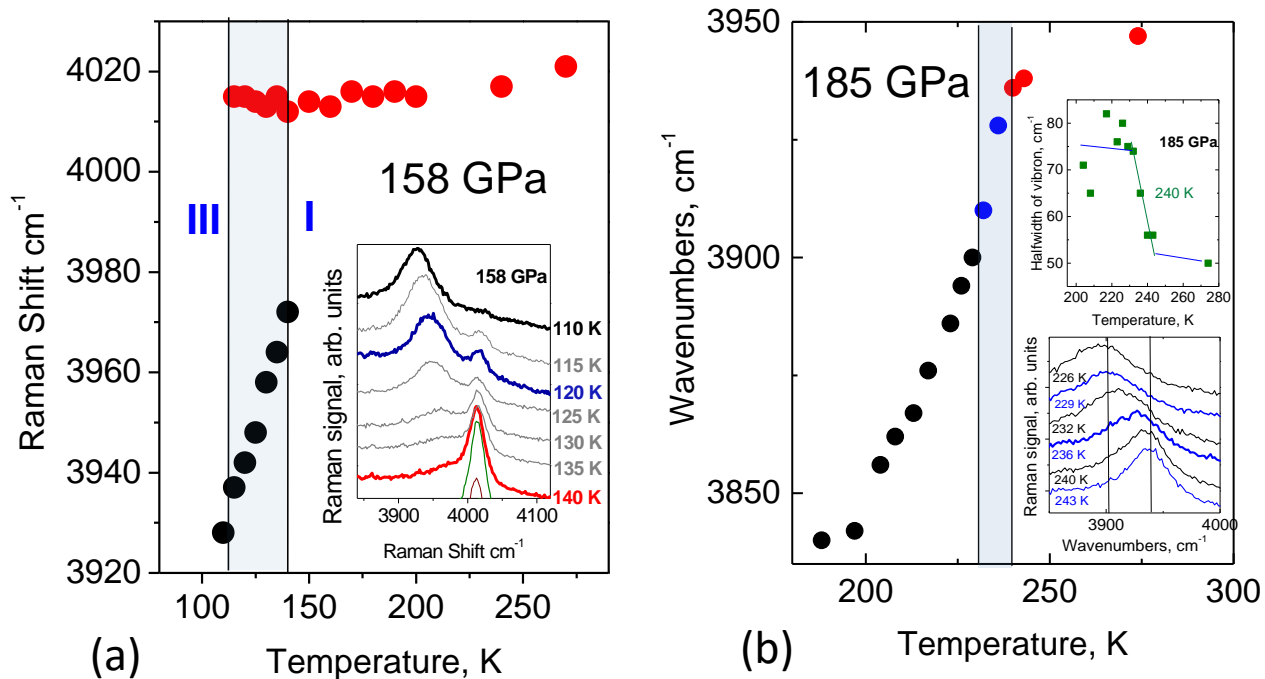 4020
4000
3980
3960
3940
3920
Raman Shift cm-1
100
150
200
250
Temperature, K
(a)
158 GPa
III
I
158 GPa
110 K
115 K
120 K
125 K
130 K
135 K
140 K
Raman signal, arb. units
3900
4000
4100
Raman Shift cm-1
3950
3900
3850
Wavenumbers, cm-1
200
250
300
Temperature, K
(b)
185 GPa
80
70
60
50
Halfwidth of vibron, cm-1
185 GPa
240 K
200
220
240
260
280
Temperature, K
Raman signal, arb. units
226 K
229 K
232 K
236 K
240 K
243 K
3900
4000
Wavenumbers, cm-1